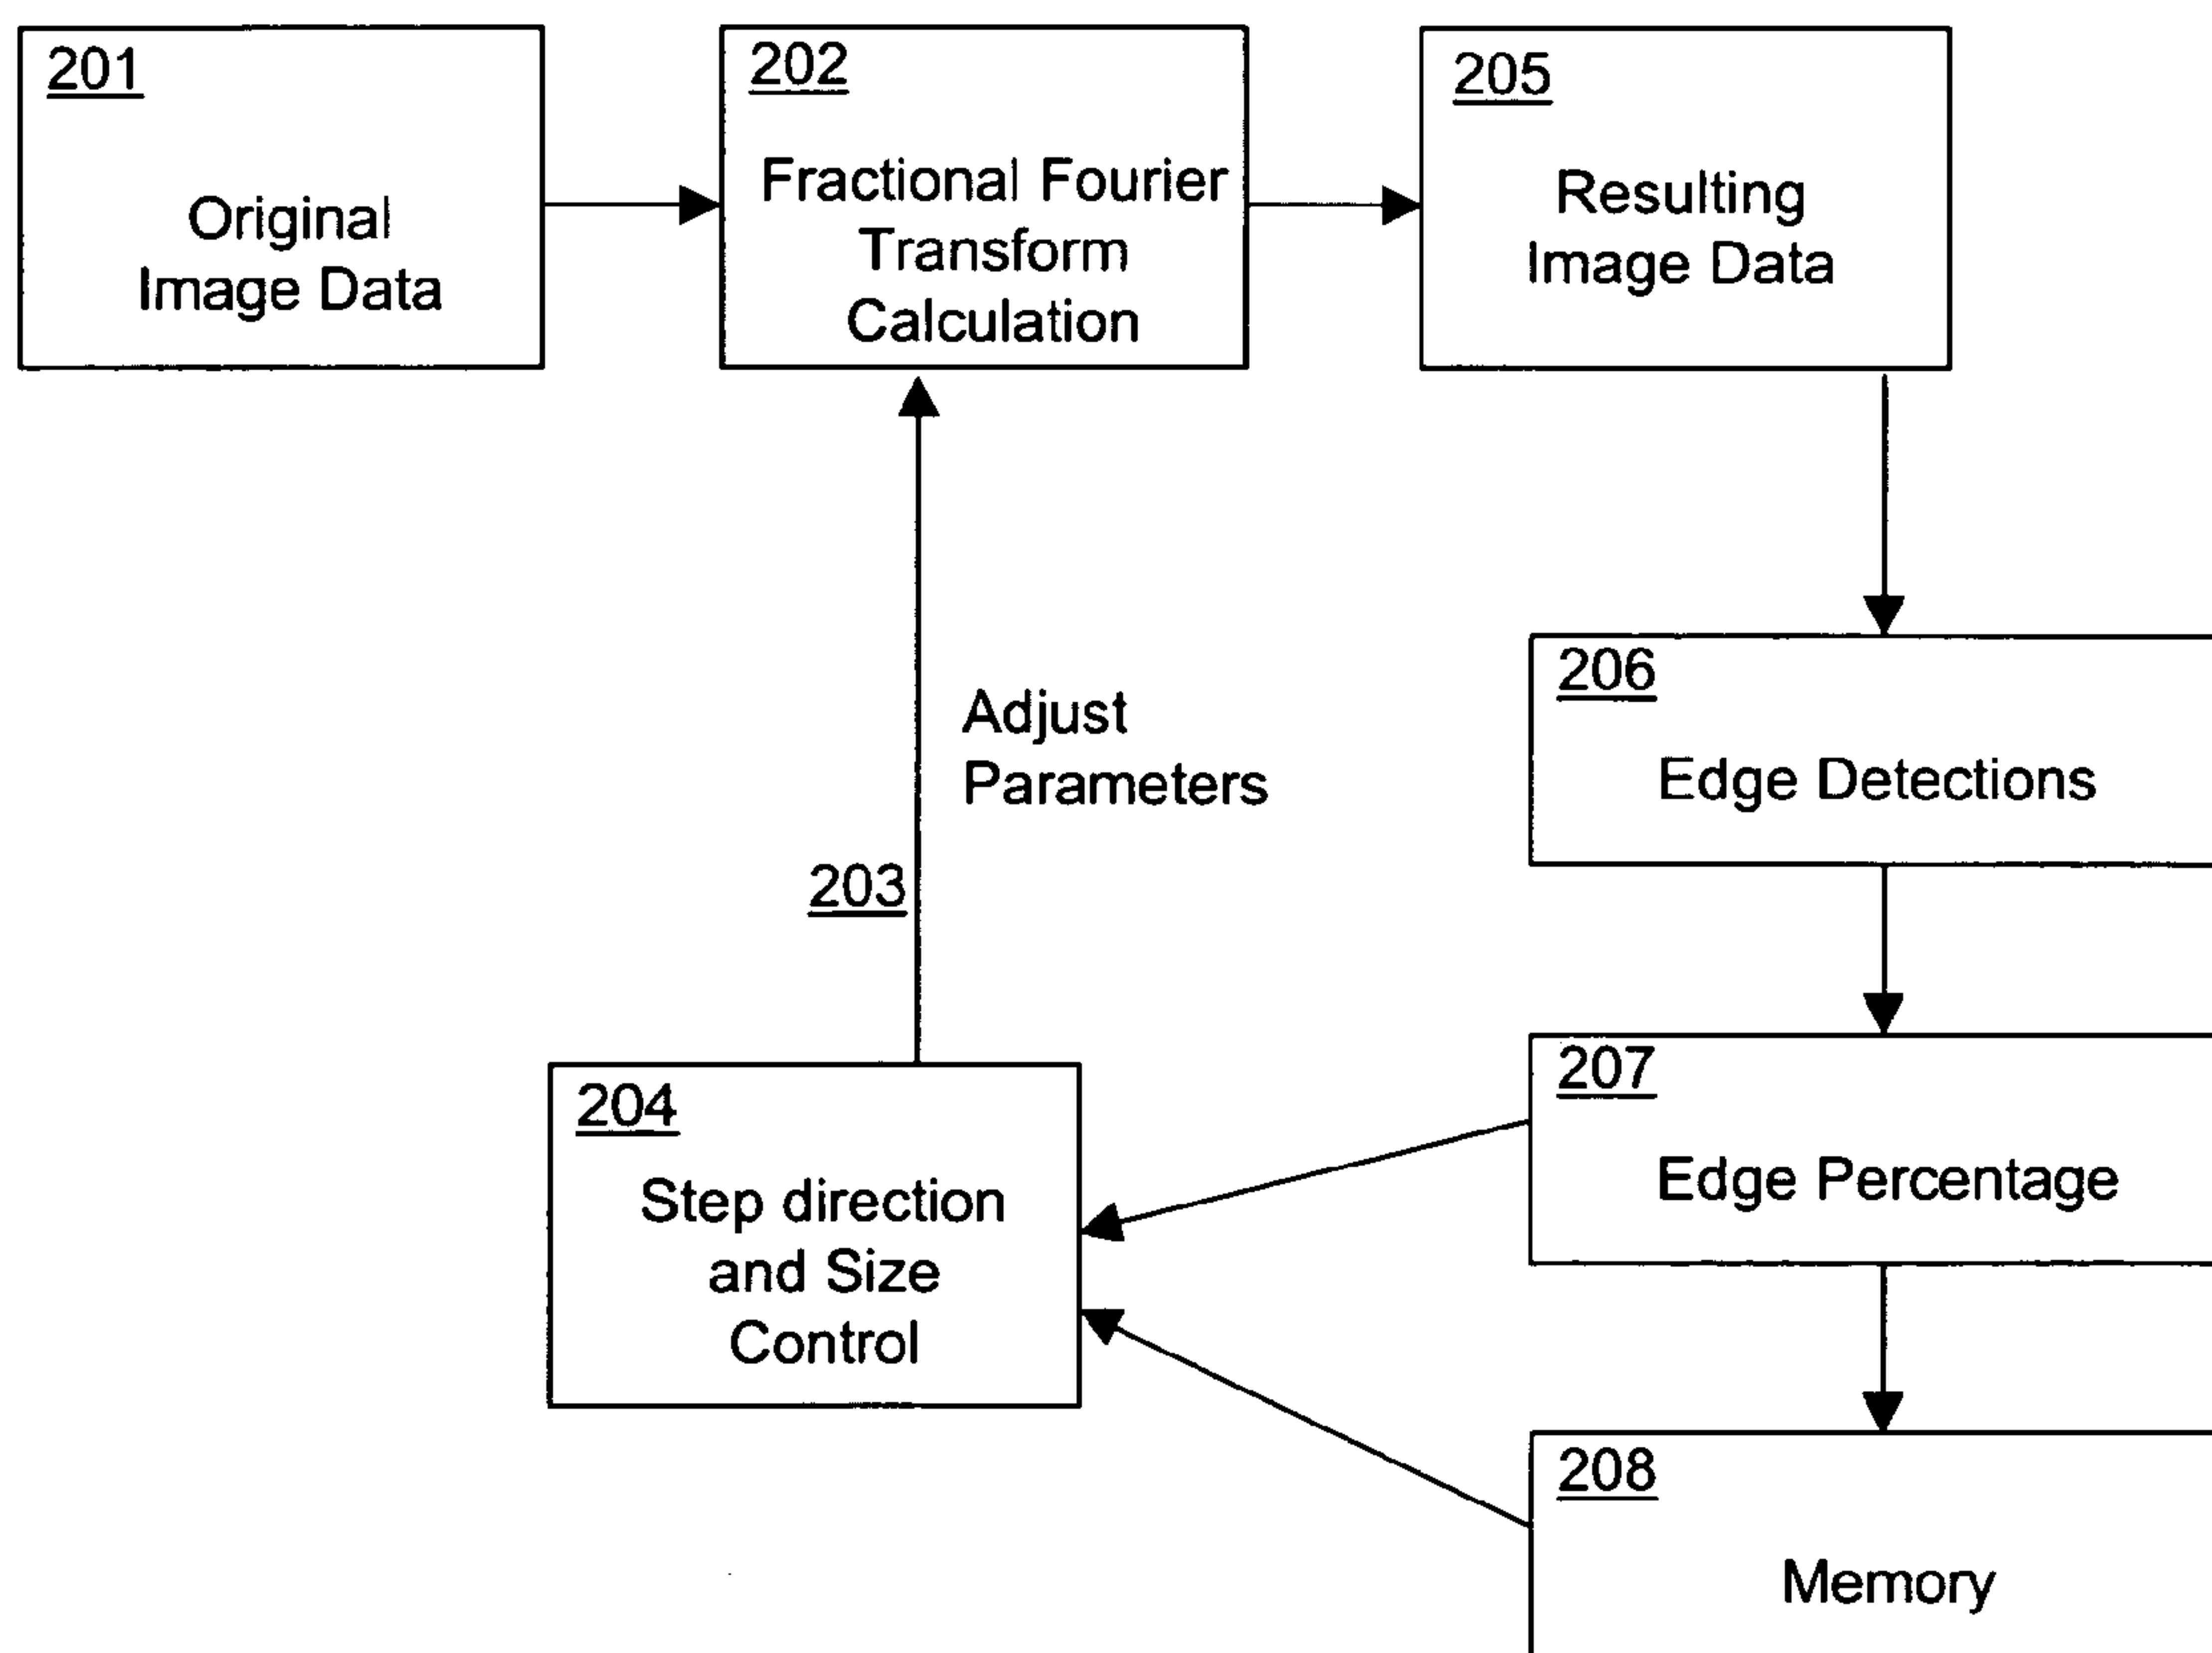 201
Original
Image Data
202
Fractional Fourier
Transform
Calculation
205
Resulting
Image Data
206
Edge Detections
Adjust
Parameters
203
207
Edge Percentage
204
Step direction
and Size
Control
208
Memory